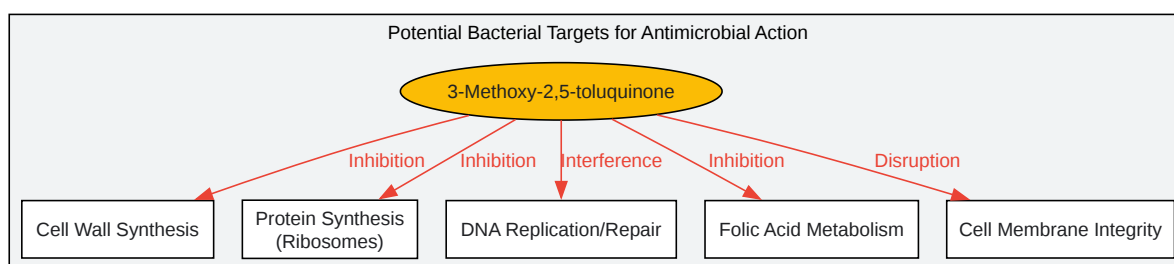 Potential Bacterial Targets for Antimicrobial Action
3-Methoxy-2,5-toluquinone
Inhibition
Inhibition
Interference
Inhibition
Disruption
Cell Wall Synthesis
Protein Synthesis
(Ribosomes)
DNA Replication/Repair
Folic Acid Metabolism
Cell Membrane Integrity